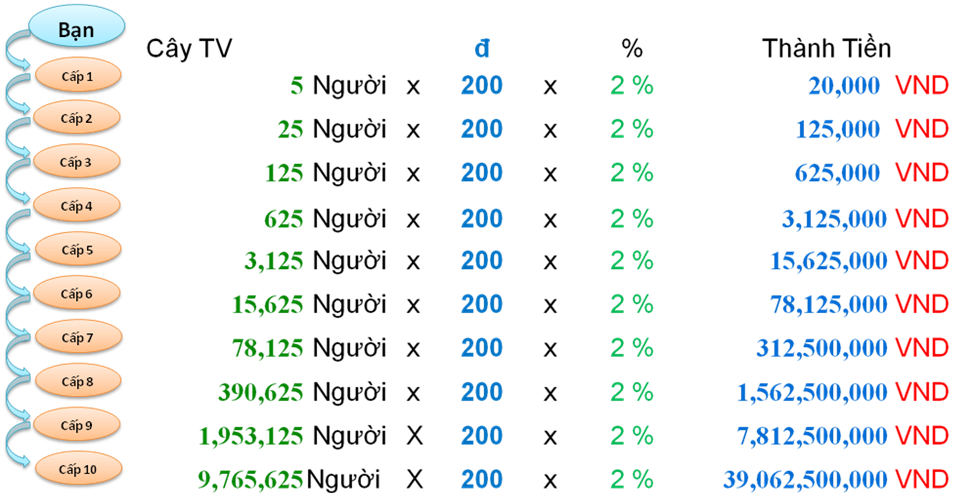 Bạn
Cây TV đ % Thành Tiền
Cấp 1 5 Người x 200 x 2 % 20,000 VND
Cấp 2 25 Người x 200 x 2 % 125,000 VND
Cấp 3 125 Người x 200 x 2 % 625,000 VND
Cấp 4 625 Người x 200 x 2 % 3,125,000 VND
Cấp 5 3,125 Người x 200 x 2 % 15,625,000 VND
Cấp 6 15,625 Người x 200 x 2 % 78,125,000 VND
Cấp 7 78,125 Người x 200 x 2 % 312,500,000 VND
Cấp 8 390,625 Người x 200 x 2 % 1,562,500,000 VND
Cấp 9 1,953,125 Người X 200 x 2 % 7,812,500,000 VND
Cấp 10 9,765,625 Người X 200 x 2 % 39,062,500,000 VND